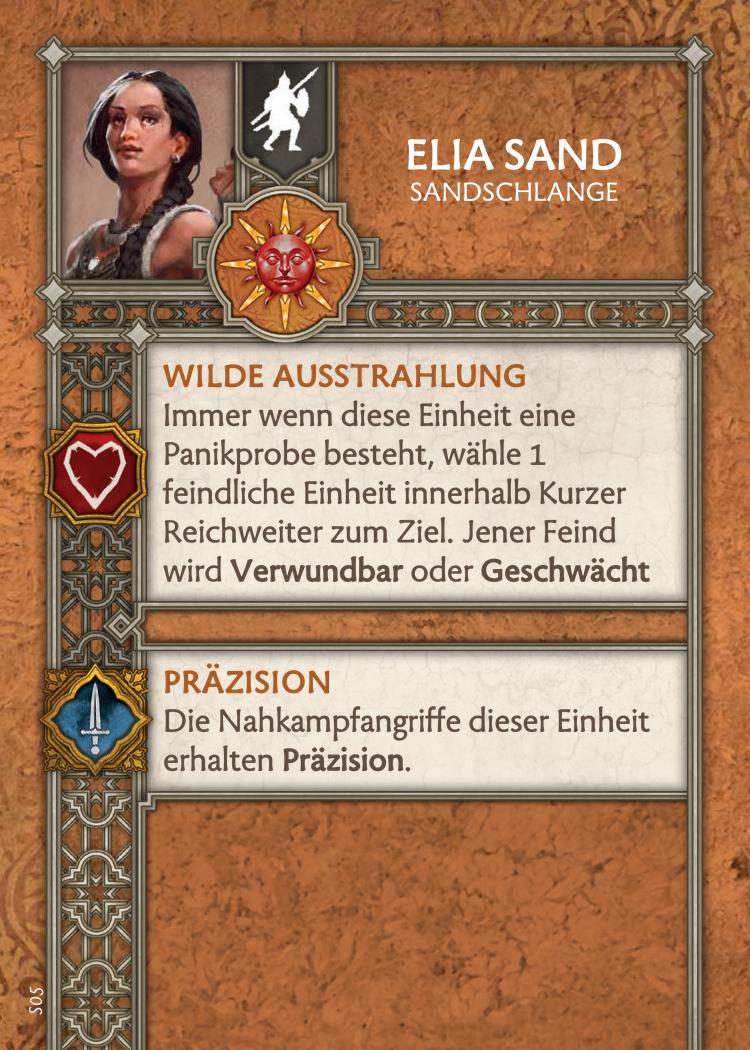 ELIA SAND
SANDSCHLANGE
WILDE AUSSTRAHLUNG
Immer wenn diese Einheit eine
Panikprobe besteht, wähle 1
feindliche Einheit innerhalb Kurzer
Reichweiter zum Ziel. Jener Feind
wird Verwundbar oder Geschwächt
PRÄZISION
Die Nahkampfangriffe dieser Einheit
erhalten Präzision.
S05